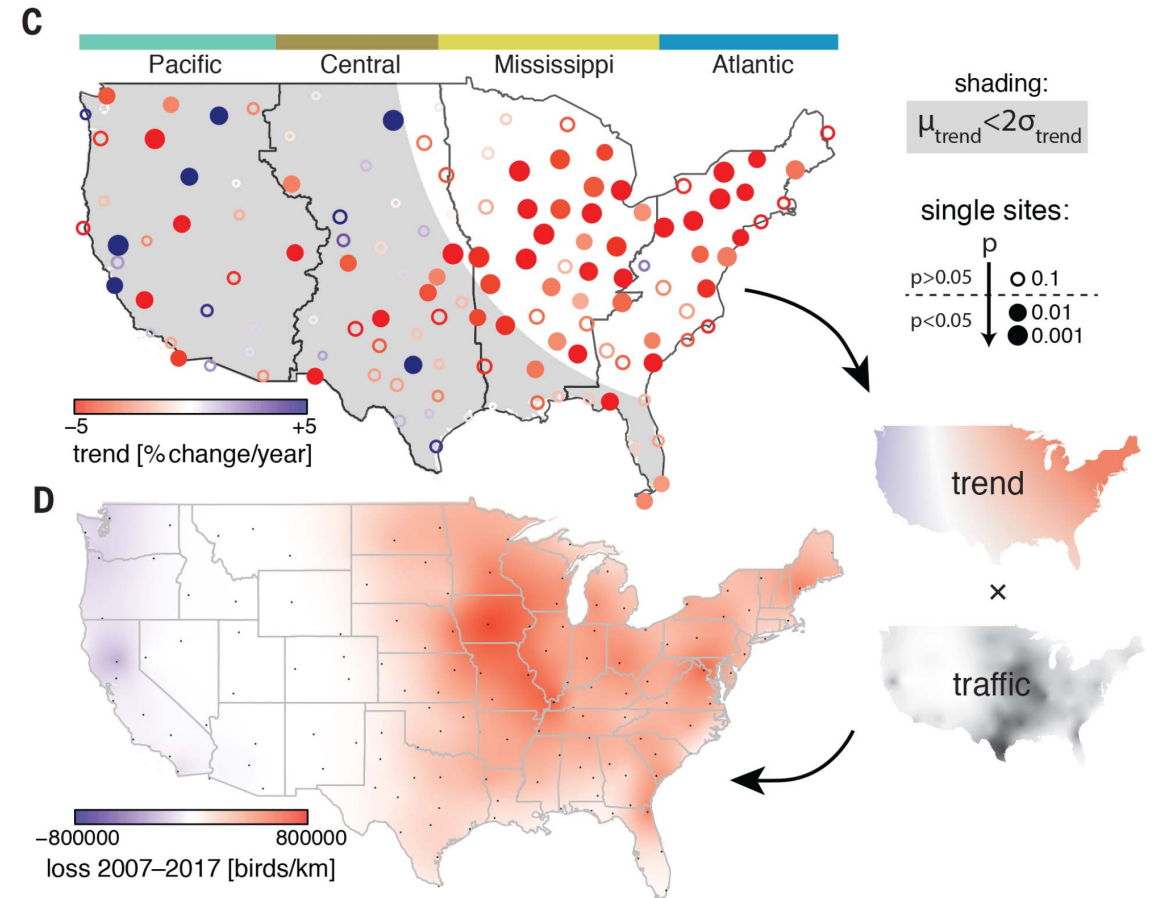 C
Pacific Central Mississippi Atlantic
shading:
μtrend<2σtrend
single sites:
p
p>0.05
0.1
p<0.05
0.01
0.001
−5 +5
trend [% change/year]
trend
×
traffic
D
−800000 800000
loss 2007–2017 [birds/km]